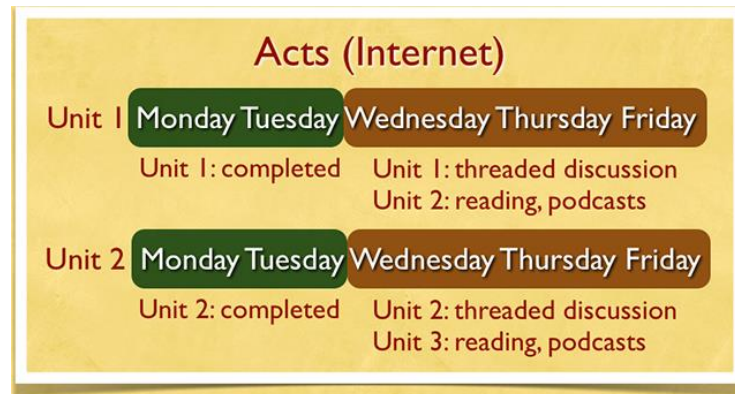 Acts (Internet)
Unit 1 Monday Tuesday Wednesday Thursday Friday
Unit 1: completed Unit 1: threaded discussion
Unit 2: reading, podcasts
Unit 2 Monday Tuesday Wednesday Thursday Friday
Unit 2: completed Unit 2: threaded discussion
Unit 3: reading, podcasts